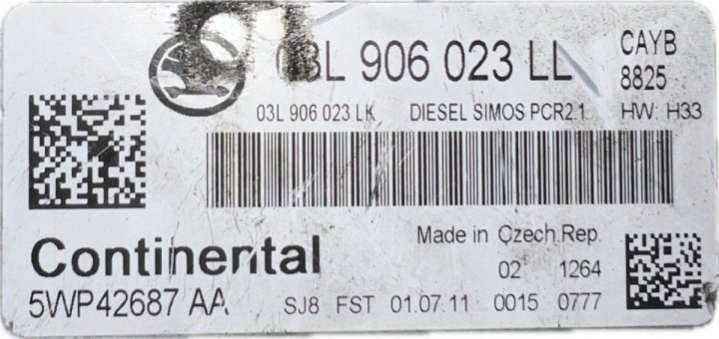 03L 906 023 LL
CAYB
8825
03L 906 023 LK DIESEL SIMOS PCR2.1 HW: H33
Continental
Made in Czech Rep.
02 1264
5WP42687 AA SJ8 FST 01.07.11 0015 0777